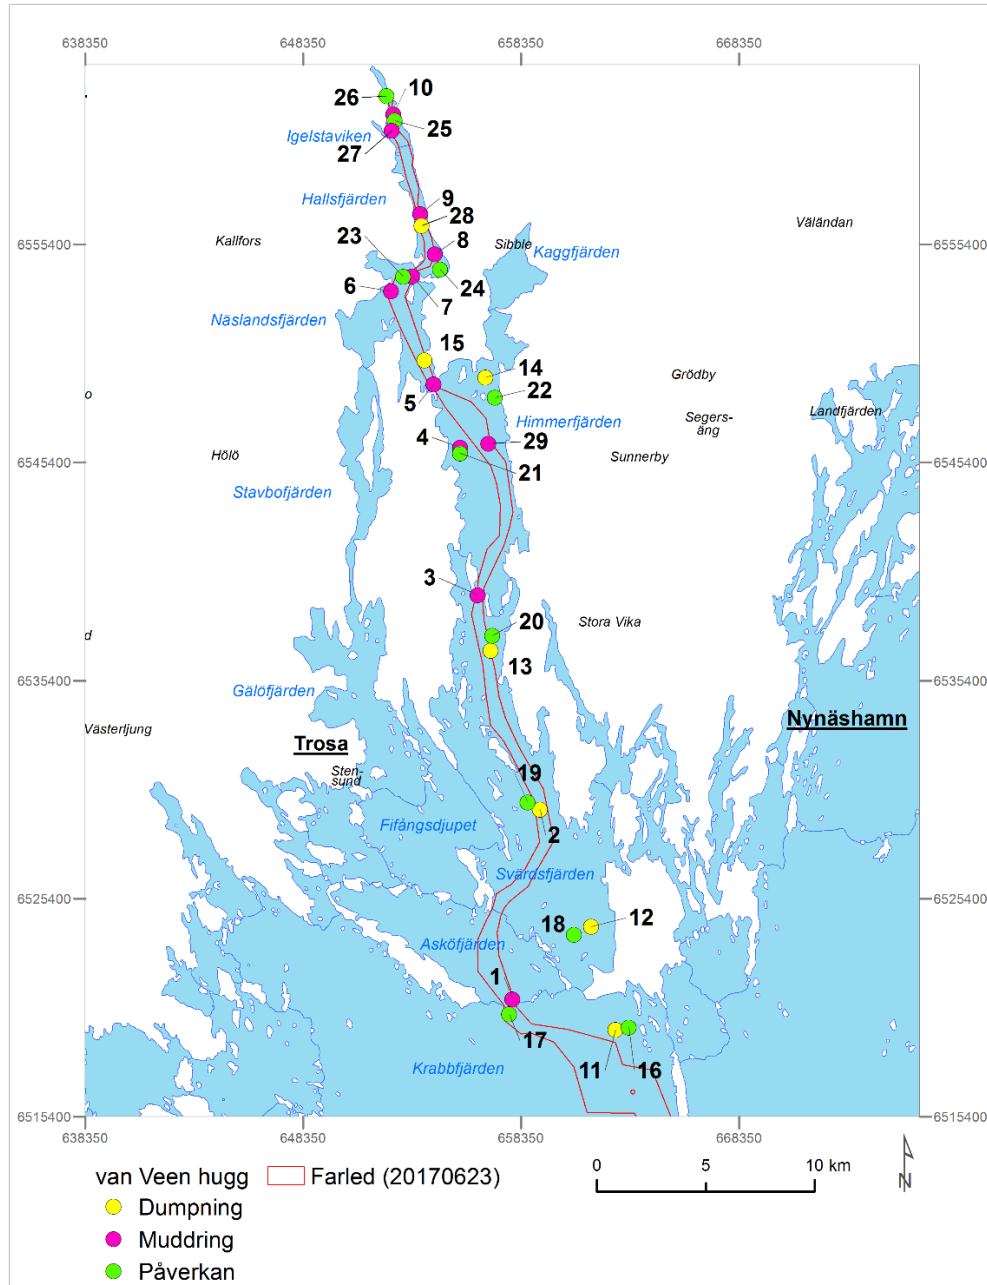 638350 648350 658350 668350
26
10
25
Igelstaviken
27
Hallsfjärden
9
28
Väländan
23
Kallfors
8
Sibble
6555400
6555400
Kaggfjärden
6
24
7
Näslandsfjärden
15
14
Grödby
5
22
o
Landfjärden
Segers-
äng
Himmerfjärden
4
29
Hölö
Sunnerby
6545400
6545400
21
Stavbofjärden
3
20
Stora Vika
d
13
6535400
6535400
Gälöfjärden
Nynäshamn
Västerljung
Trosa
Sten-
sund
19
Fifångsdjupet
2
Svärdsfjärden
6525400
6525400
18
12
Asköfjärden
1
17
11
16
Krabbfjärden
6515400
6515400
638350 648350 658350 668350
van Veen hugg
Farled (20170623)
0 5 10 km
N
Dumpning
Muddring
Påverkan